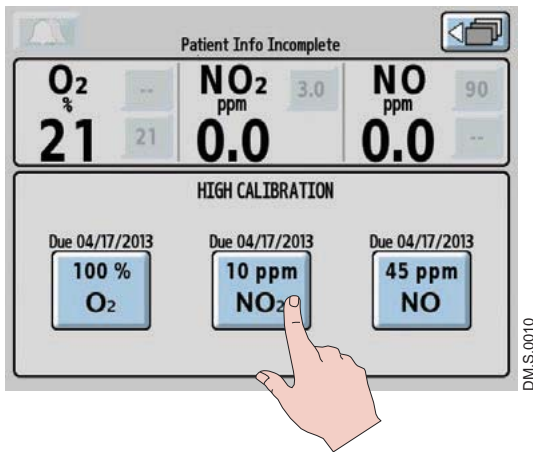 Patient Info Incomplete
O2 % -- 21 21
NO2 ppm 3.0 0.0
NO ppm 90 0.0 --
HIGH CALIBRATION
Due 04/17/2013 Due 04/17/2013 Due 04/17/2013
100 % 10 ppm 45 ppm
O2 NO2 NO
DM.S.0010